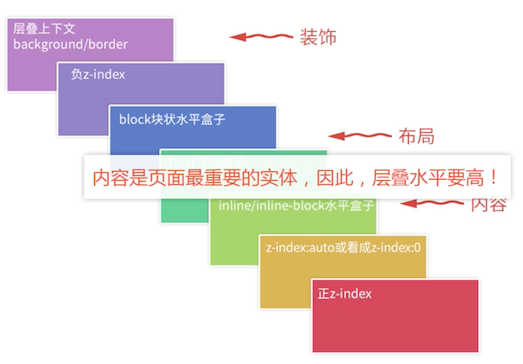 层叠上下文
background/border
装饰
负z-index
block块状水平盒子
布局
内容是页面最重要的实体，因此，层叠水平要高！
inline/inline-block水平盒子
内容
z-index:auto或看成z-index:0
正z-index